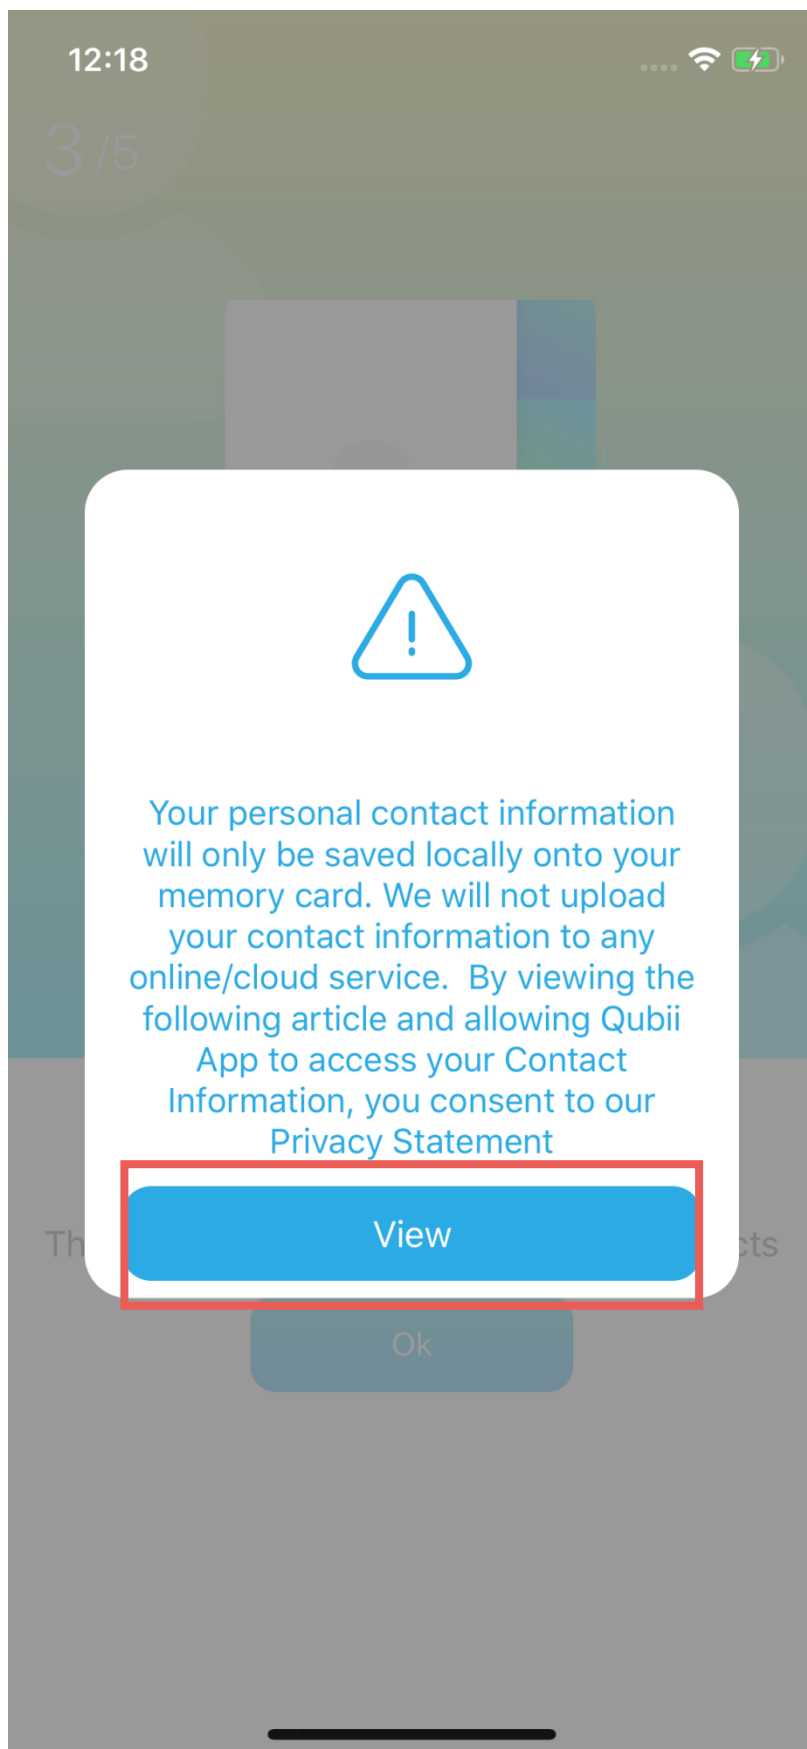 12:18
3 /5
Your personal contact information
will only be saved locally onto your
memory card. We will not upload
your contact information to any
online/cloud service.  By viewing the
following article and allowing Qubii
App to access your Contact
Information, you consent to our
Privacy Statement
View
Ok